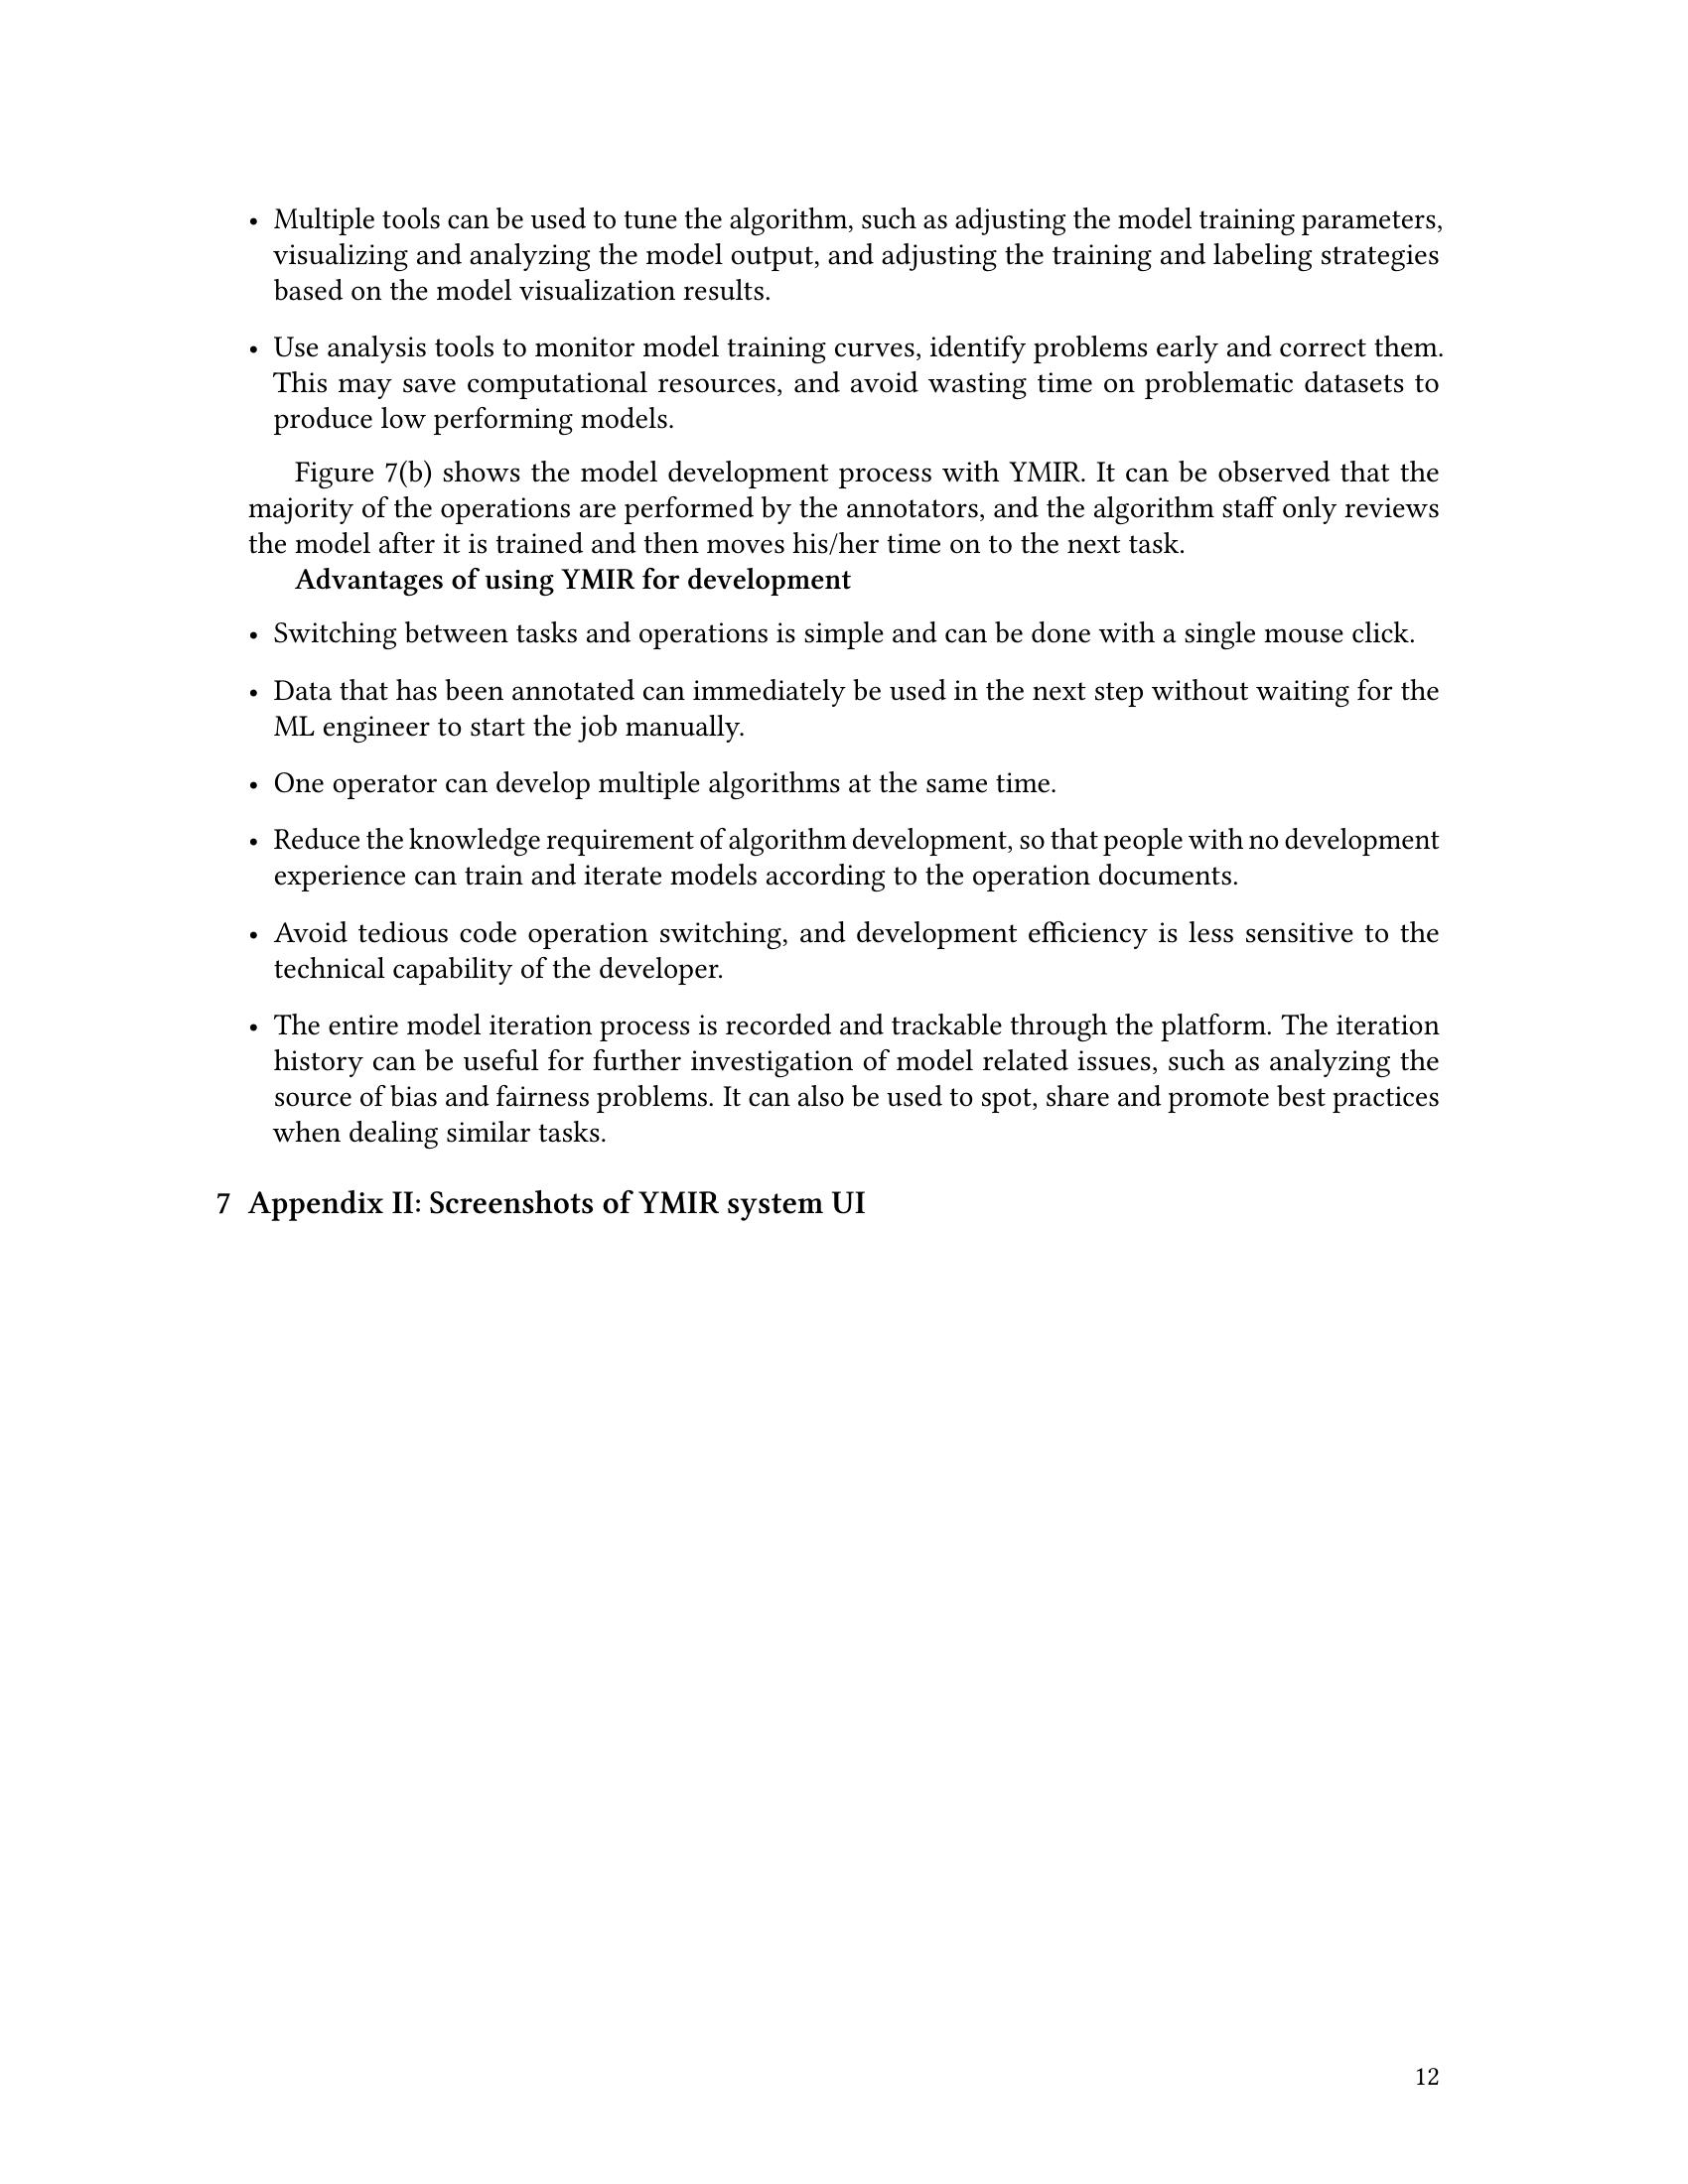 • Multiple tools can be used to tune the algorithm, such as adjusting the model training parameters,
visualizing and analyzing the model output, and adjusting the training and labeling strategies
based on the model visualization results.
• Use analysis tools to monitor model training curves, identify problems early and correct them.
This may save computational resources, and avoid wasting time on problematic datasets to
produce low performing models.
Figure 7(b) shows the model development process with YMIR. It can be observed that the
majority of the operations are performed by the annotators, and the algorithm staff only reviews
the model after it is trained and then moves his/her time on to the next task.
Advantages of using YMIR for development
• Switching between tasks and operations is simple and can be done with a single mouse click.
• Data that has been annotated can immediately be used in the next step without waiting for the
ML engineer to start the job manually.
• One operator can develop multiple algorithms at the same time.
• Reduce the knowledge requirement of algorithm development, so that people with no development
experience can train and iterate models according to the operation documents.
• Avoid tedious code operation switching, and development efficiency is less sensitive to the
technical capability of the developer.
• The entire model iteration process is recorded and trackable through the platform. The iteration
history can be useful for further investigation of model related issues, such as analyzing the
source of bias and fairness problems. It can also be used to spot, share and promote best practices
when dealing similar tasks.
7 Appendix II: Screenshots of YMIR system UI
12